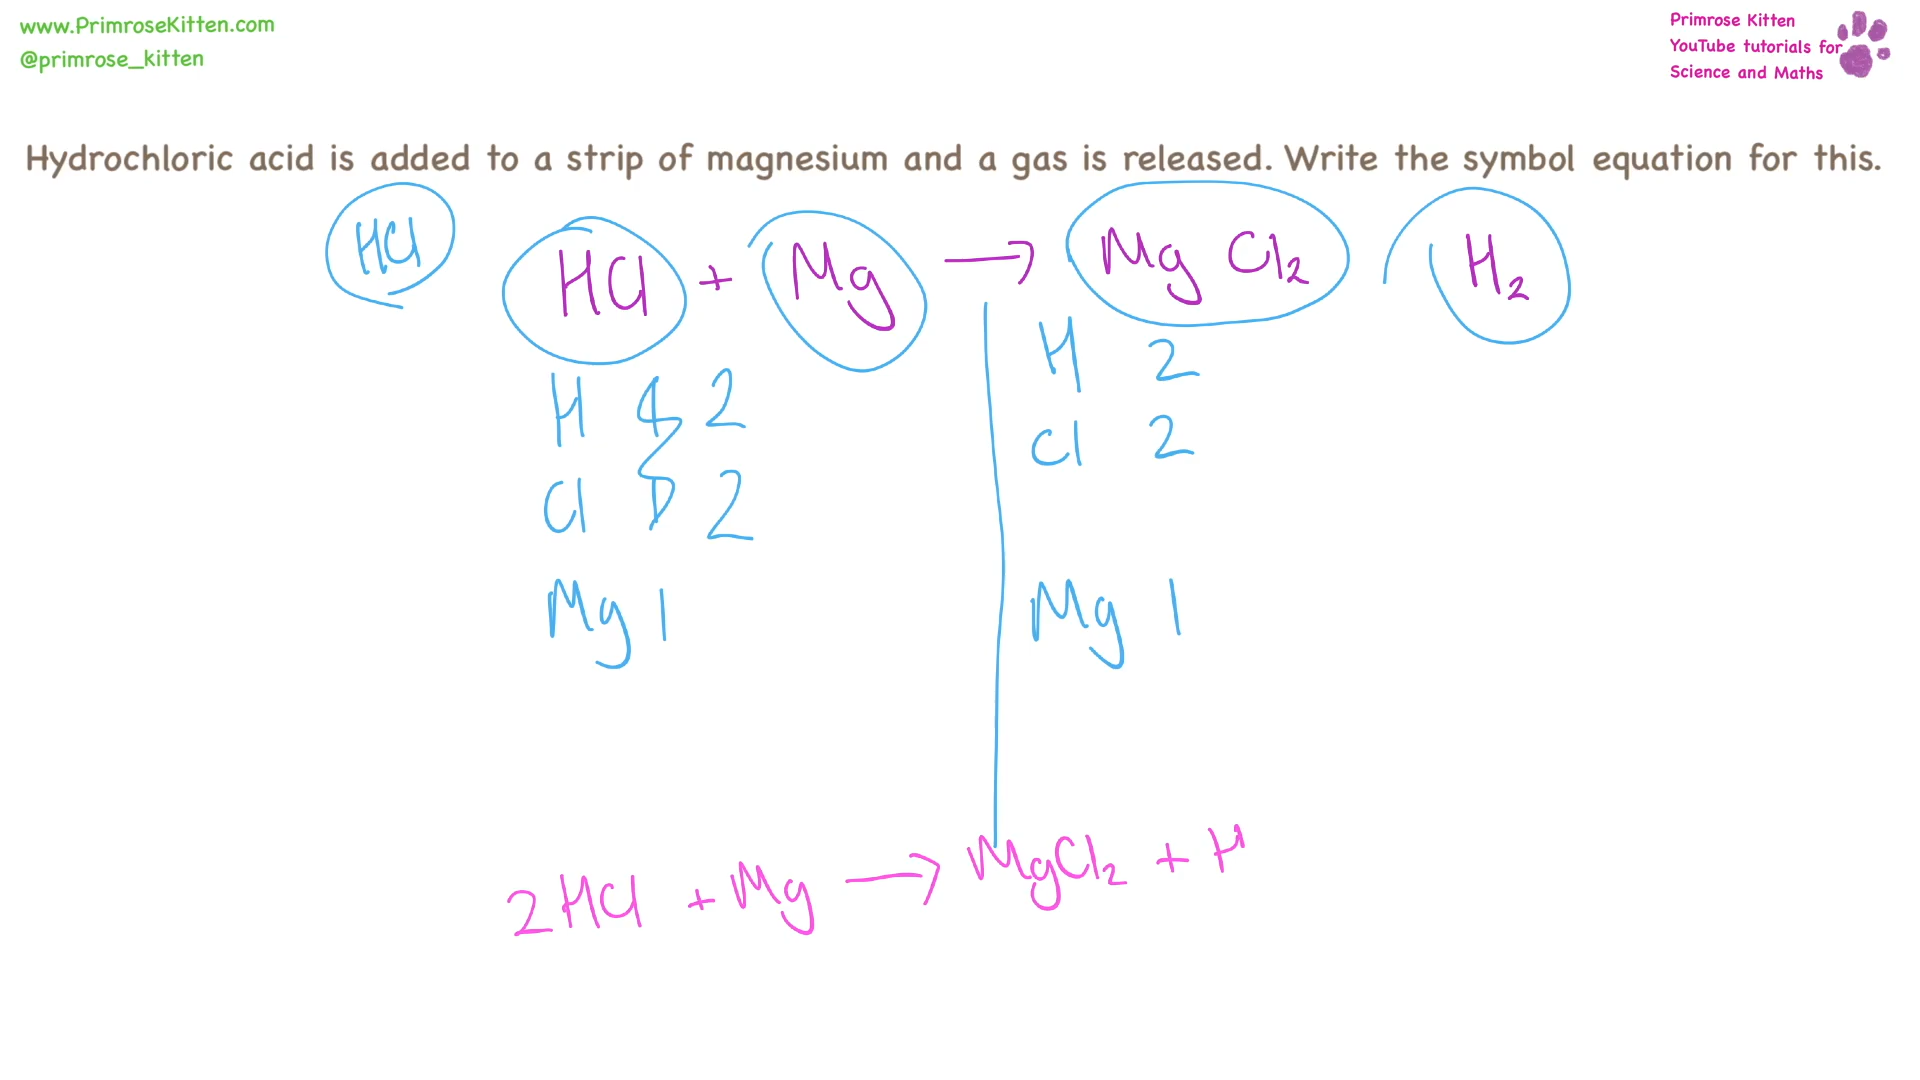 www.PrimroseKitten.com
@primrose_kitten
Primrose Kitten
YouTube tutorials for
Science and Maths
Hydrochloric acid is added to a strip of magnesium and a gas is released. Write the symbol equation for this.
HCl
HCl + Mg → MgCl₂ H₂
H 1 2 H 2
Cl 1 2 Cl 2
Mg 1 Mg 1
2HCl + Mg → MgCl₂ + H